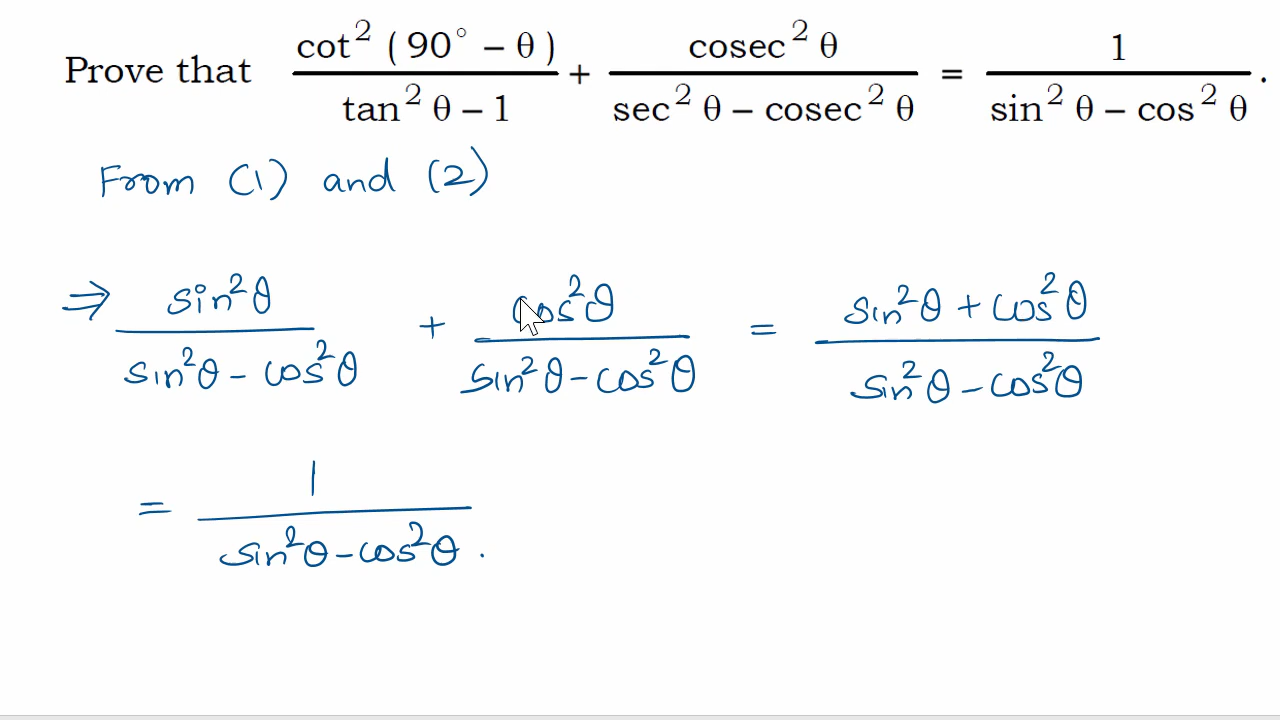 Prove that cot² (90° − θ) / tan² θ − 1 + cosec² θ / sec² θ − cosec² θ = 1 / sin² θ − cos² θ .
From (1) and (2)
⇒ sin²θ / sin²θ − cos²θ + cos²θ / sin²θ − cos²θ = sin²θ + cos²θ / sin²θ − cos²θ
= 1 / sin²θ − cos²θ .